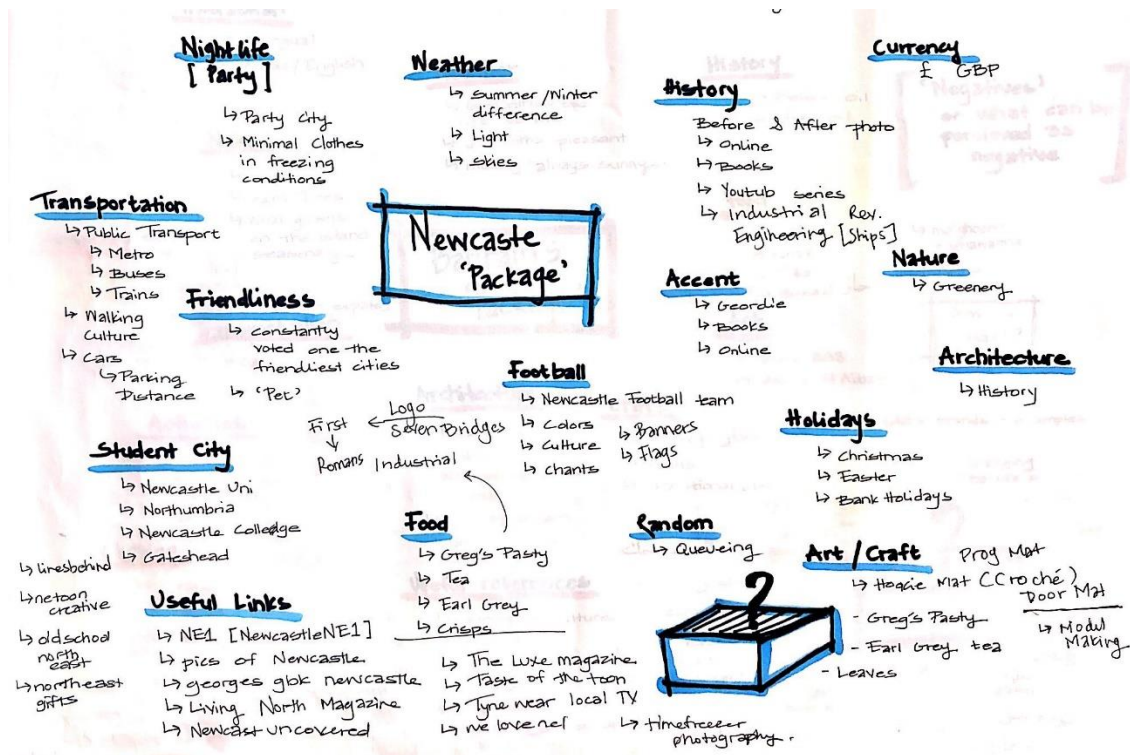 Nightlife
[Party]
↳ Party City
↳ Minimal Clothes
in freezing
conditions
Weather
↳ Summer/Winter
difference
↳ Light
↳ skies
History
Before & After photo
↳ Online
↳ Books
↳ Youtub series
↳ Industrial Rev.
Engineering [Ships]
Currency
£ GBP
Transportation
↳ Public Transport
↳ Metro
↳ Buses
↳ Trains
↳ Walking
Culture
↳ Cars
↳ Parking
Distance
Newcaste
'Package'
Friendliness
↳ constantly
voted one the
friendliest cities
↳ 'Pet'
Accent
↳ Geordie
↳ Books
↳ Online
Nature
↳ Greenery
Architecture
↳ History
Football
↳ Newcastle Football team
↳ Colors
↳ Culture
↳ chants
↳ Banners
↳ Flags
Logo
First ← Seven Bridges
↓
Romans Industrial
Holidays
↳ Christmas
↳ Easter
↳ Bank Holidays
Student City
↳ Newcastle Uni
↳ Northumbria
↳ Newcastle Colledge
↳ Gateshead
Food
↳ Greg's Pasty
↳ Tea
↳ Earl Grey
↳ Crisps
Random
↳ Queueing
?
Art / Craft
Prog Mat
(Croché)
Door Mat
↳ Modul
Making
- Greg's Pasty
- Earl Grey tea
- Leaves
↳ linesbehind
↳ netoon
creative
↳ oldschool
north
east
↳ northeast
gifts
Useful Links
↳ NE1 [NewcastleNE1]
↳ pics of Newcastle
↳ georges gbk newcastle
↳ Living North Magazine
↳ Newcast uncovered
↳ The Luxe magazine
↳ Taste of the toon
↳ Tyne wear local TX
↳ timefreezer
photography.